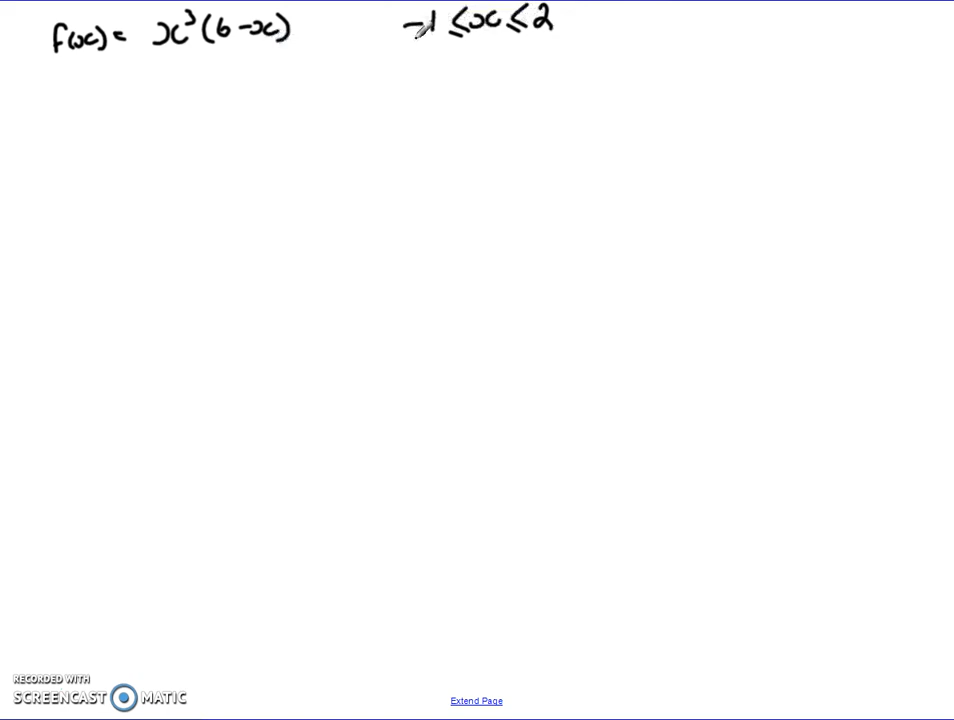 f(x) = x³(6-x) -1 ≤ x ≤ 2
RECORDED WITH
SCREENCAST MATIC
Extend Page